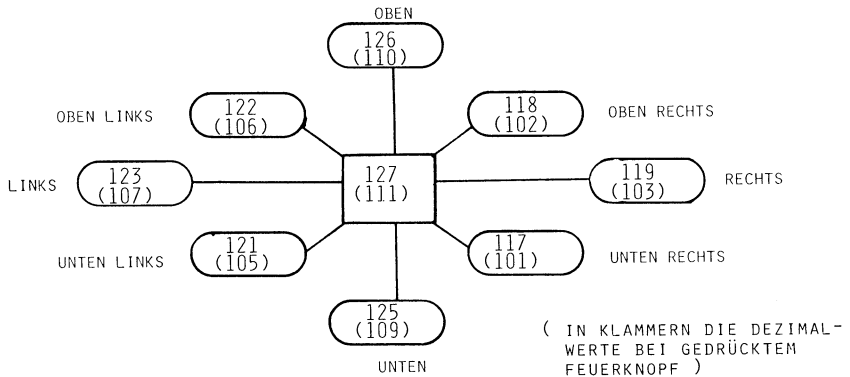 OBEN
126
(110)
OBEN LINKS
122
(106)
118
(102)
OBEN RECHTS
LINKS
123
(107)
127
(111)
119
(103)
RECHTS
UNTEN LINKS
121
(105)
117
(101)
UNTEN RECHTS
125
(109)
UNTEN
( IN KLAMMERN DIE DEZIMAL-
WERTE BEI GEDRÜCKTEM
FEUERKNOPF )